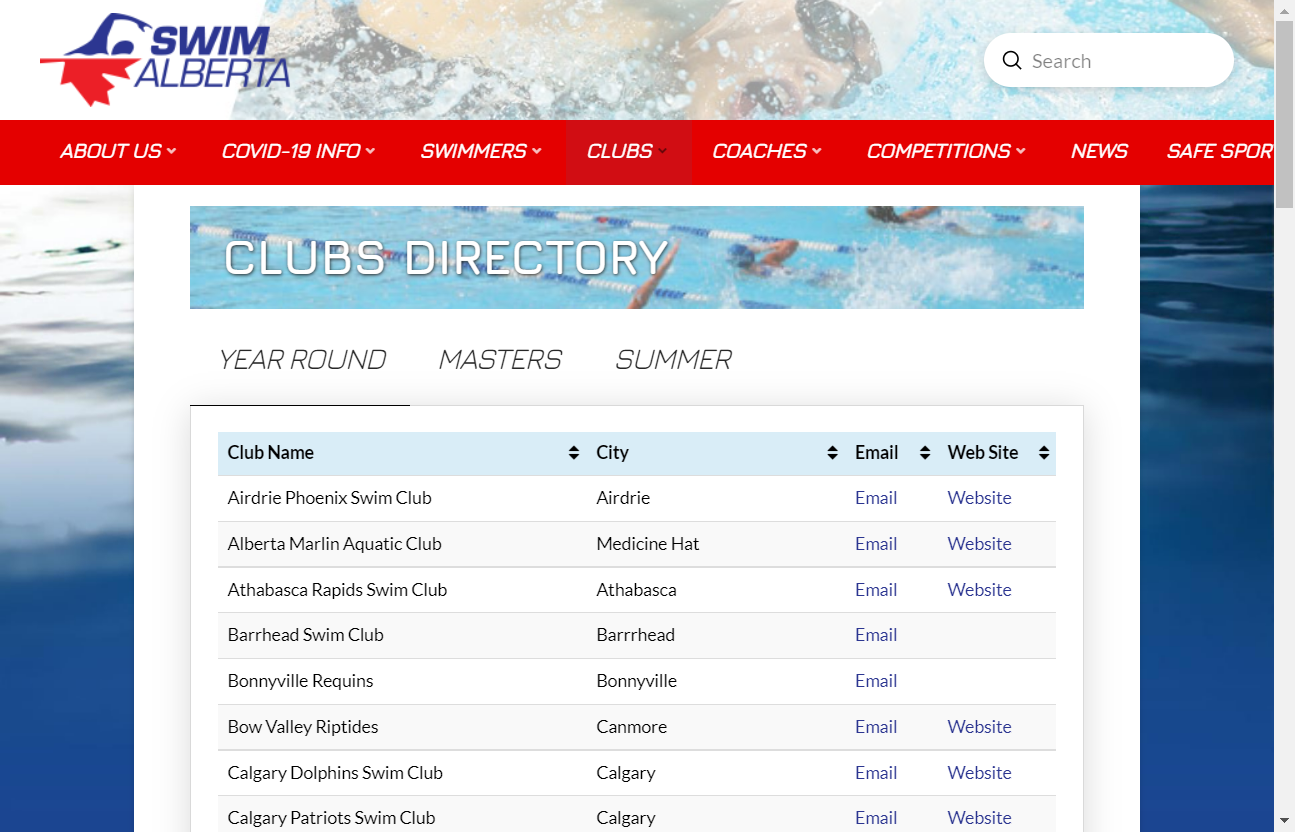 SWIM
ALBERTA
Search
ABOUT US COVID-19 INFO SWIMMERS CLUBS COACHES COMPETITIONS NEWS SAFE SPOR
CLUBS DIRECTORY
YEAR ROUND MASTERS SUMMER
Club Name City Email Web Site
Airdrie Phoenix Swim Club Airdrie Email Website
Alberta Marlin Aquatic Club Medicine Hat Email Website
Athabasca Rapids Swim Club Athabasca Email Website
Barrhead Swim Club Barrrhead Email
Bonnyville Requins Bonnyville Email
Bow Valley Riptides Canmore Email Website
Calgary Dolphins Swim Club Calgary Email Website
Calgary Patriots Swim Club Calgary Email Website